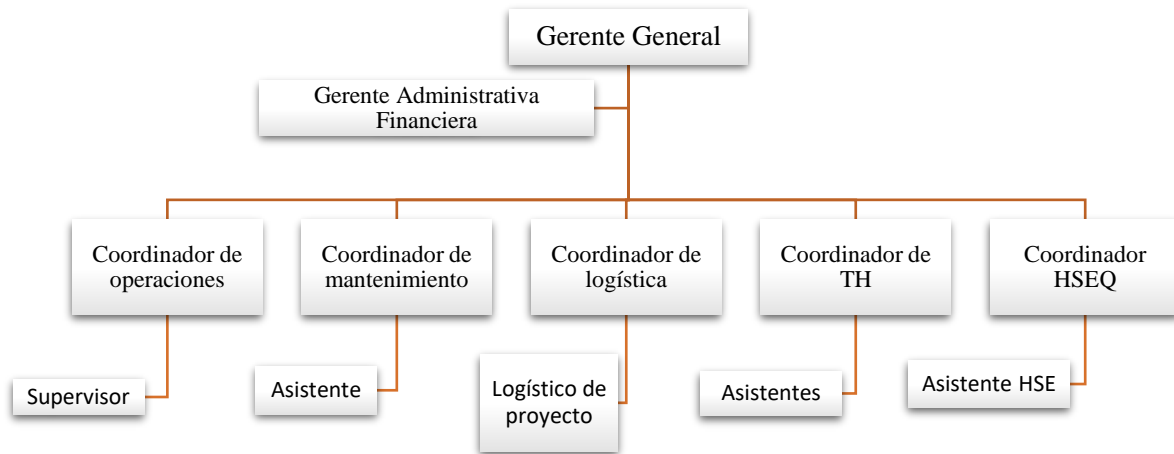 Gerente General
Gerente Administrativa
Financiera
Coordinador de
operaciones
Coordinador de
mantenimiento
Coordinador de
logística
Coordinador de
TH
Coordinador
HSEQ
Supervisor
Asistente
Logístico de
proyecto
Asistentes
Asistente HSE